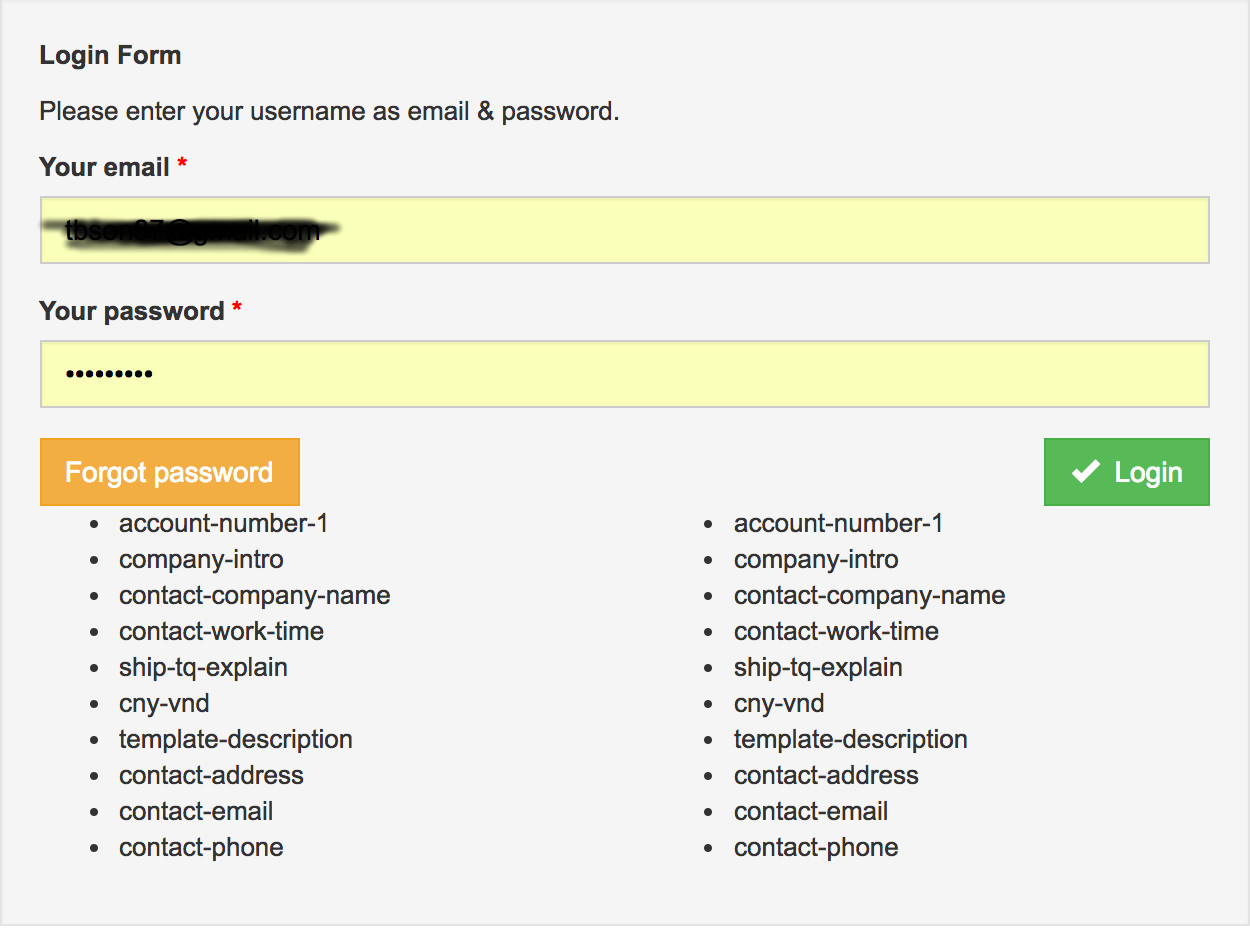 Login Form
Please enter your username as email & password.
Your email *
Your password *
•••••••••
Forgot password
✔ Login
• account-number-1
• company-intro
• contact-company-name
• contact-work-time
• ship-tq-explain
• cny-vnd
• template-description
• contact-address
• contact-email
• contact-phone
• account-number-1
• company-intro
• contact-company-name
• contact-work-time
• ship-tq-explain
• cny-vnd
• template-description
• contact-address
• contact-email
• contact-phone